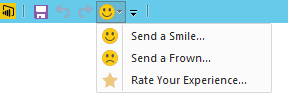 Send a Smile...
Send a Frown...
Rate Your Experience...